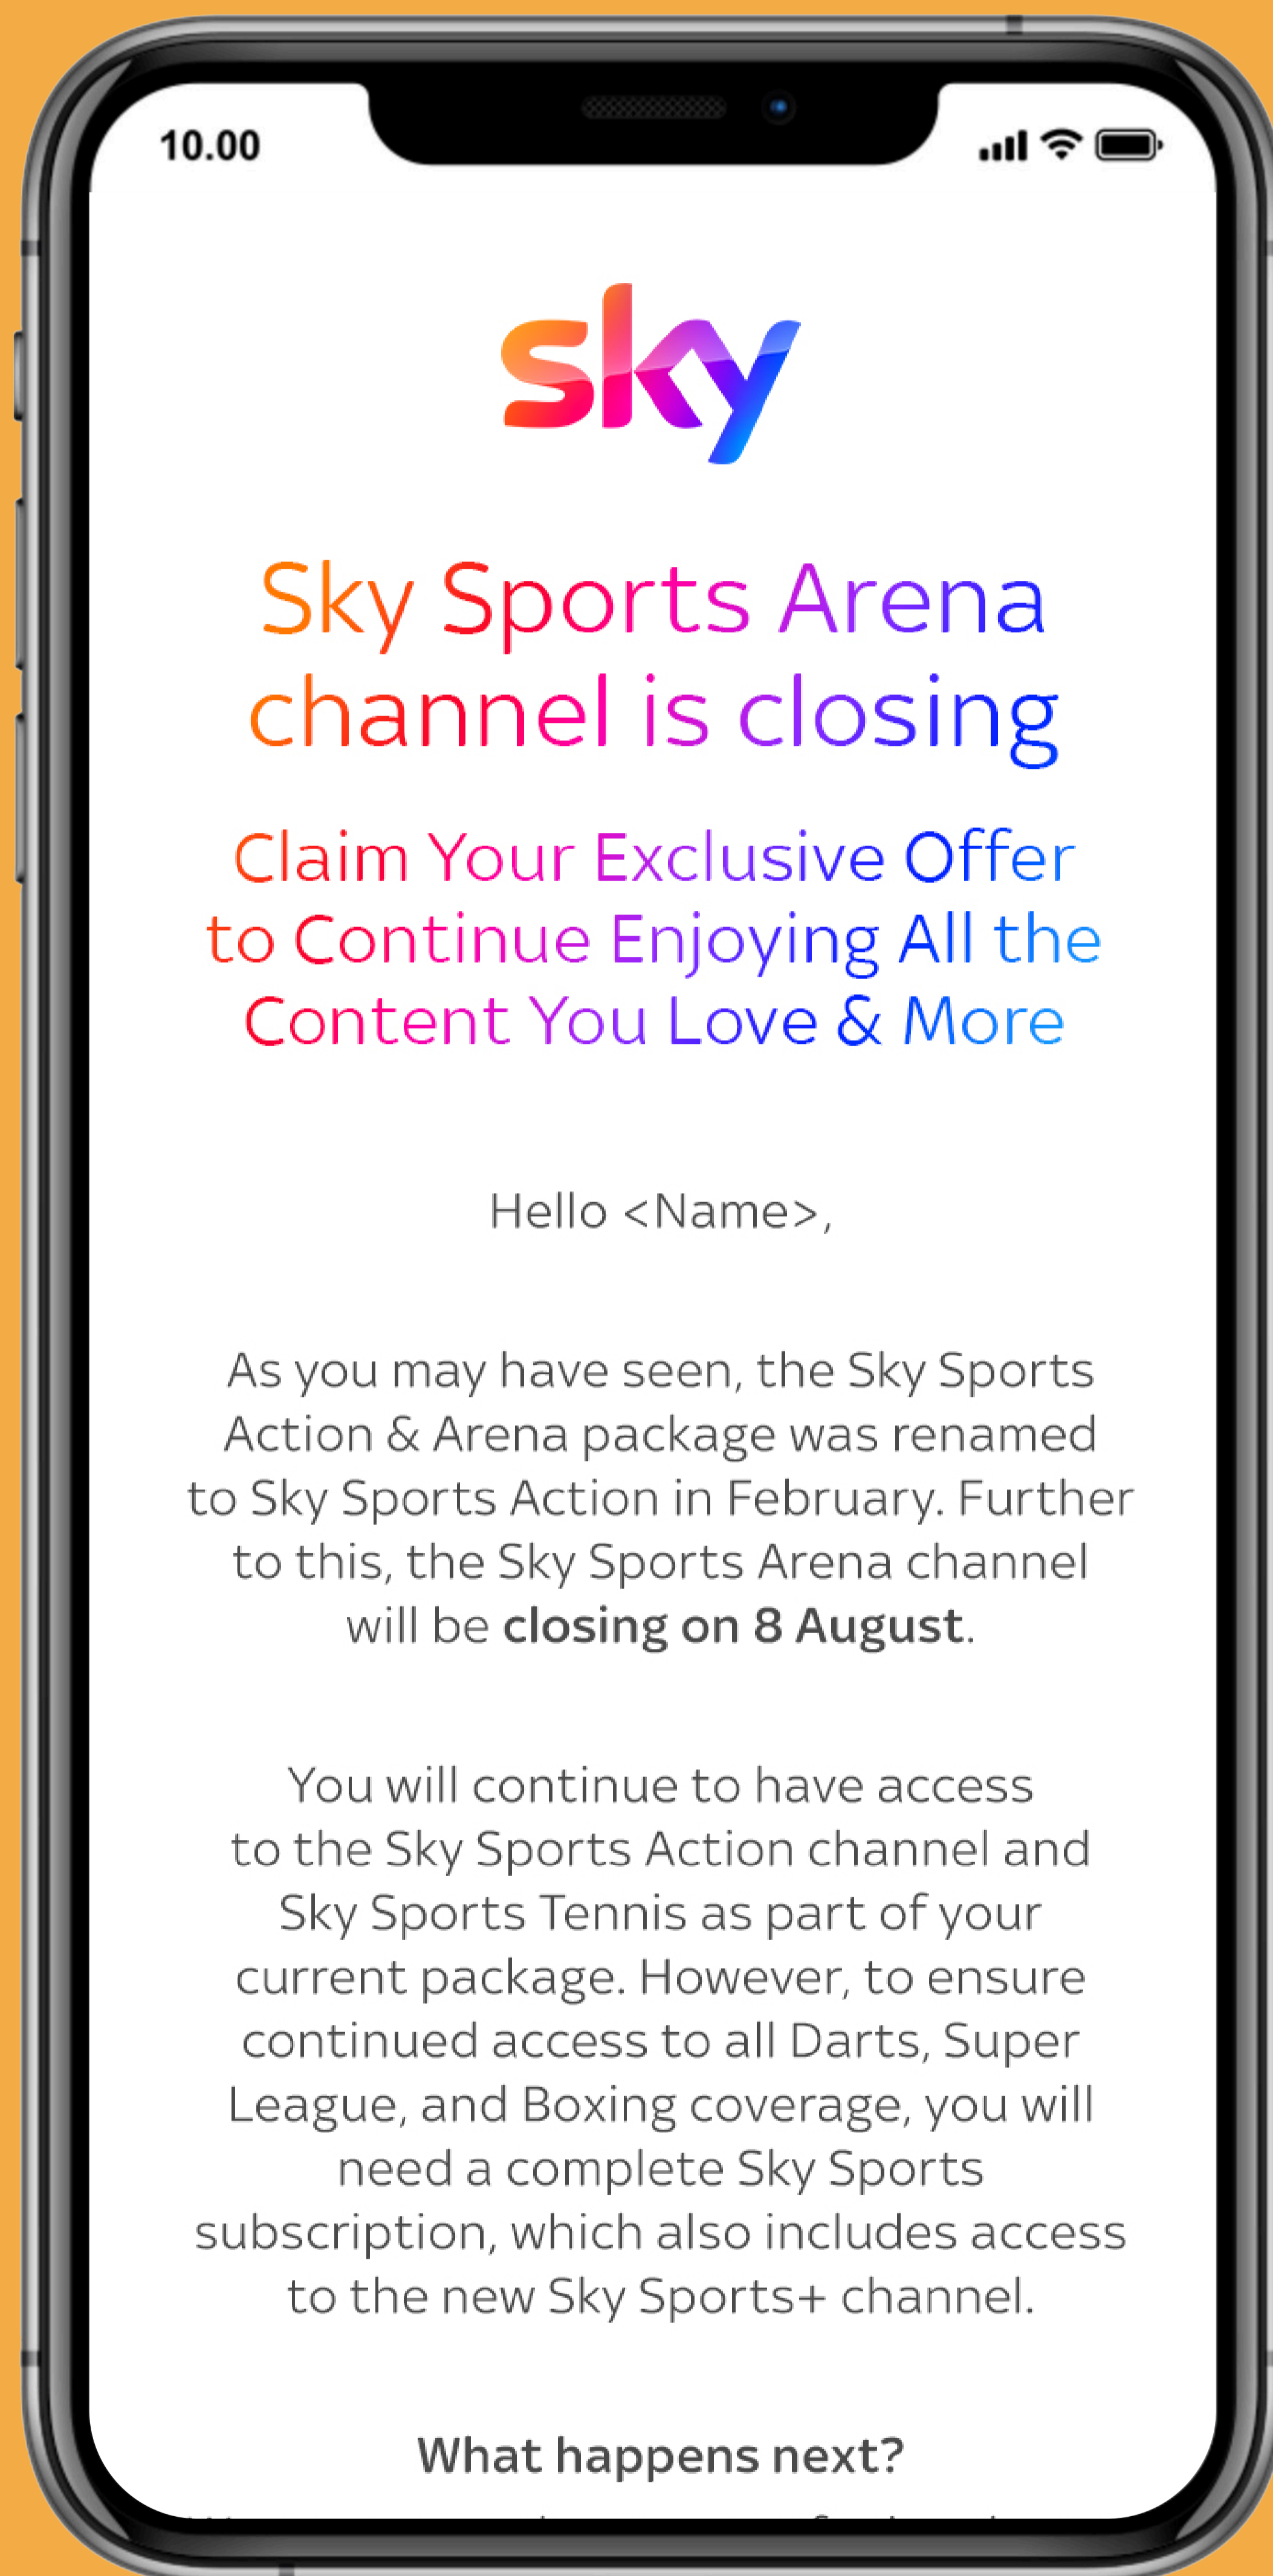 10.00
sky
Sky Sports Arena
channel is closing
Claim Your Exclusive Offer
to Continue Enjoying All the
Content You Love & More
Hello <Name>,
As you may have seen, the Sky Sports
Action & Arena package was renamed
to Sky Sports Action in February. Further
to this, the Sky Sports Arena channel
will be closing on 8 August.
You will continue to have access
to the Sky Sports Action channel and
Sky Sports Tennis as part of your
current package. However, to ensure
continued access to all Darts, Super
League, and Boxing coverage, you will
need a complete Sky Sports
subscription, which also includes access
to the new Sky Sports+ channel.
What happens next?